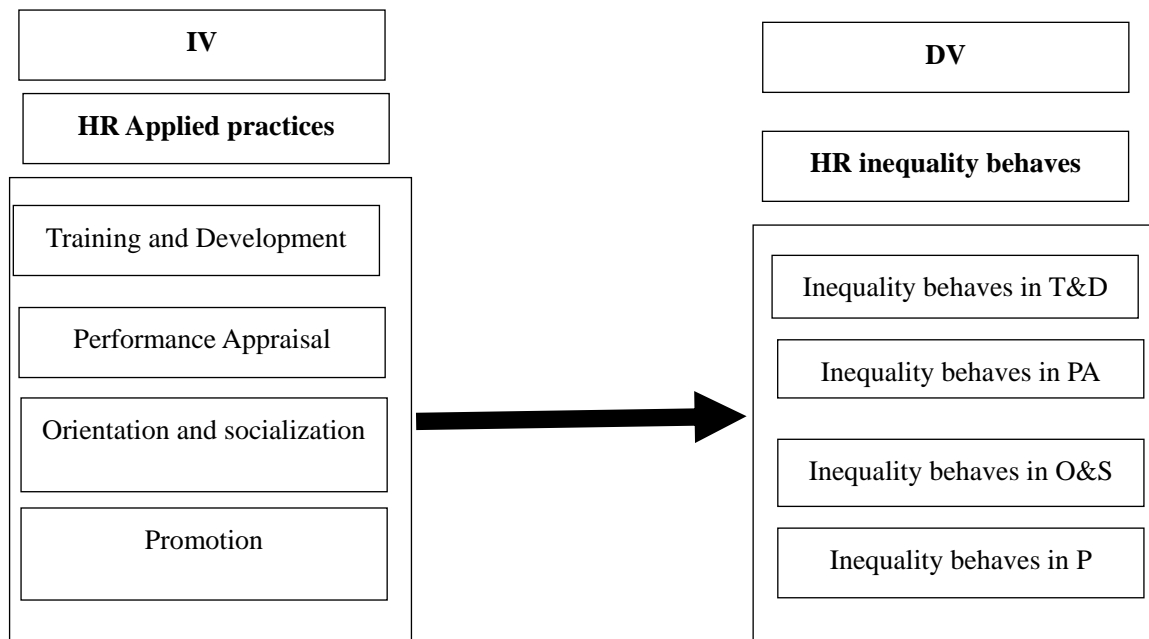 IV
HR Applied practices
Training and Development
Performance Appraisal
Orientation and socialization
Promotion
DV
HR inequality behaves
Inequality behaves in T&D
Inequality behaves in PA
Inequality behaves in O&S
Inequality behaves in P